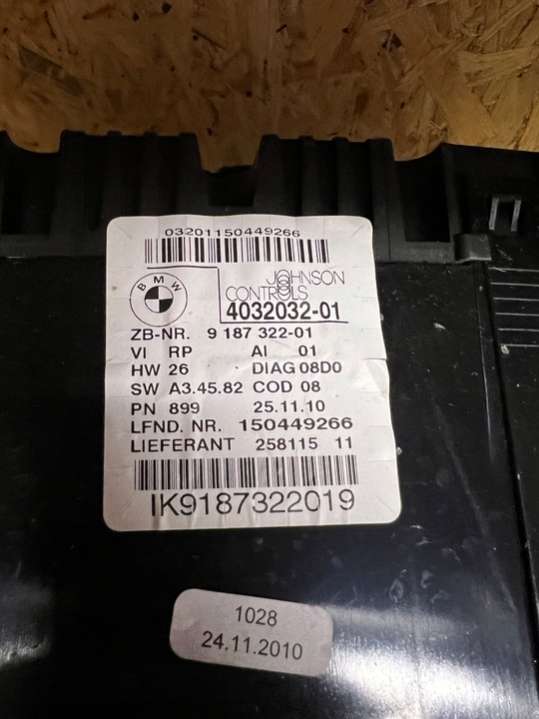 03201150449266
BMW
JOHNSON
CONTROLS
4032032-01
ZB-NR. 9 187 322-01
VI RP AI 01
HW 26 DIAG 08D0
SW A3.45.82 COD 08
PN 899 25.11.10
LFND. NR. 150449266
LIEFERANT 258115 11
IK9187322019
1028
24.11.2010